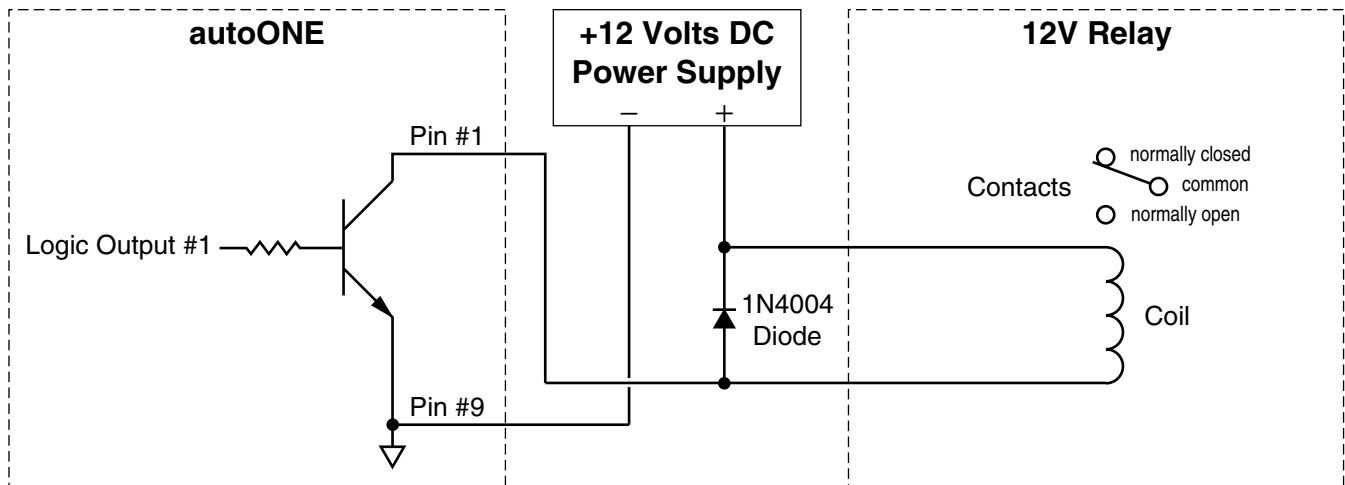 autoONE
+12 Volts DC
Power Supply
− +
12V Relay
Pin #1
normally closed
Contacts
common
normally open
Logic Output #1
1N4004
Diode
Coil
Pin #9